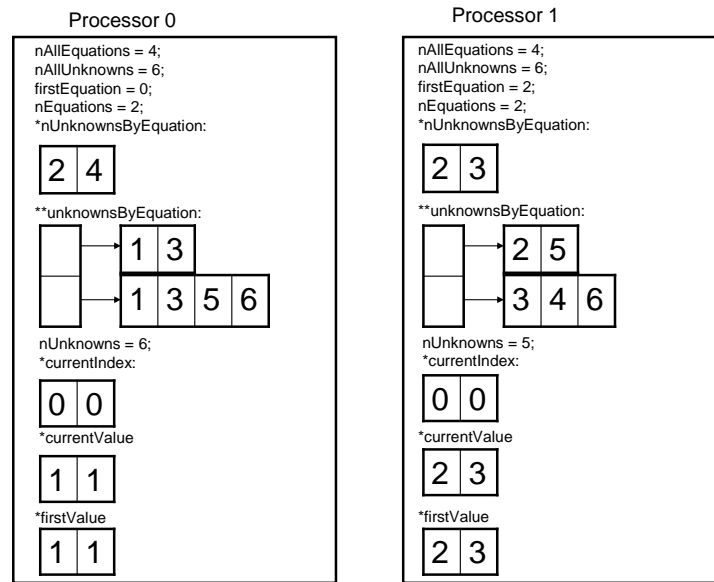 Processor 0
nAllEquations = 4;
nAllUnknowns = 6;
firstEquation = 0;
nEquations = 2;
*nUnknownsByEquation:
2 4
**unknownsByEquation:
1 3
1 3 5 6
nUnknowns = 6;
*currentIndex:
0 0
*currentValue
1 1
*firstValue
1 1
Processor 1
nAllEquations = 4;
nAllUnknowns = 6;
firstEquation = 2;
nEquations = 2;
*nUnknownsByEquation:
2 3
**unknownsByEquation:
2 5
3 4 6
nUnknowns = 5;
*currentIndex:
0 0
*currentValue
2 3
*firstValue
2 3